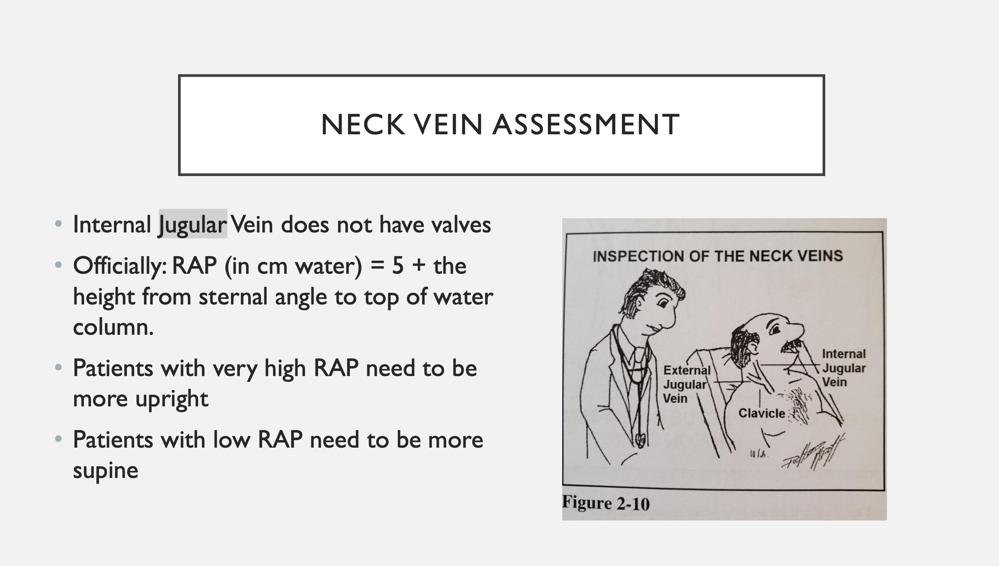 NECK VEIN ASSESSMENT
• Internal Jugular Vein does not have valves
• Officially: RAP (in cm water) = 5 + the
height from sternal angle to top of water
column.
• Patients with very high RAP need to be
more upright
• Patients with low RAP need to be more
supine
INSPECTION OF THE NECK VEINS
External
Jugular
Vein
Internal
Jugular
Vein
Clavicle
Figure 2-10